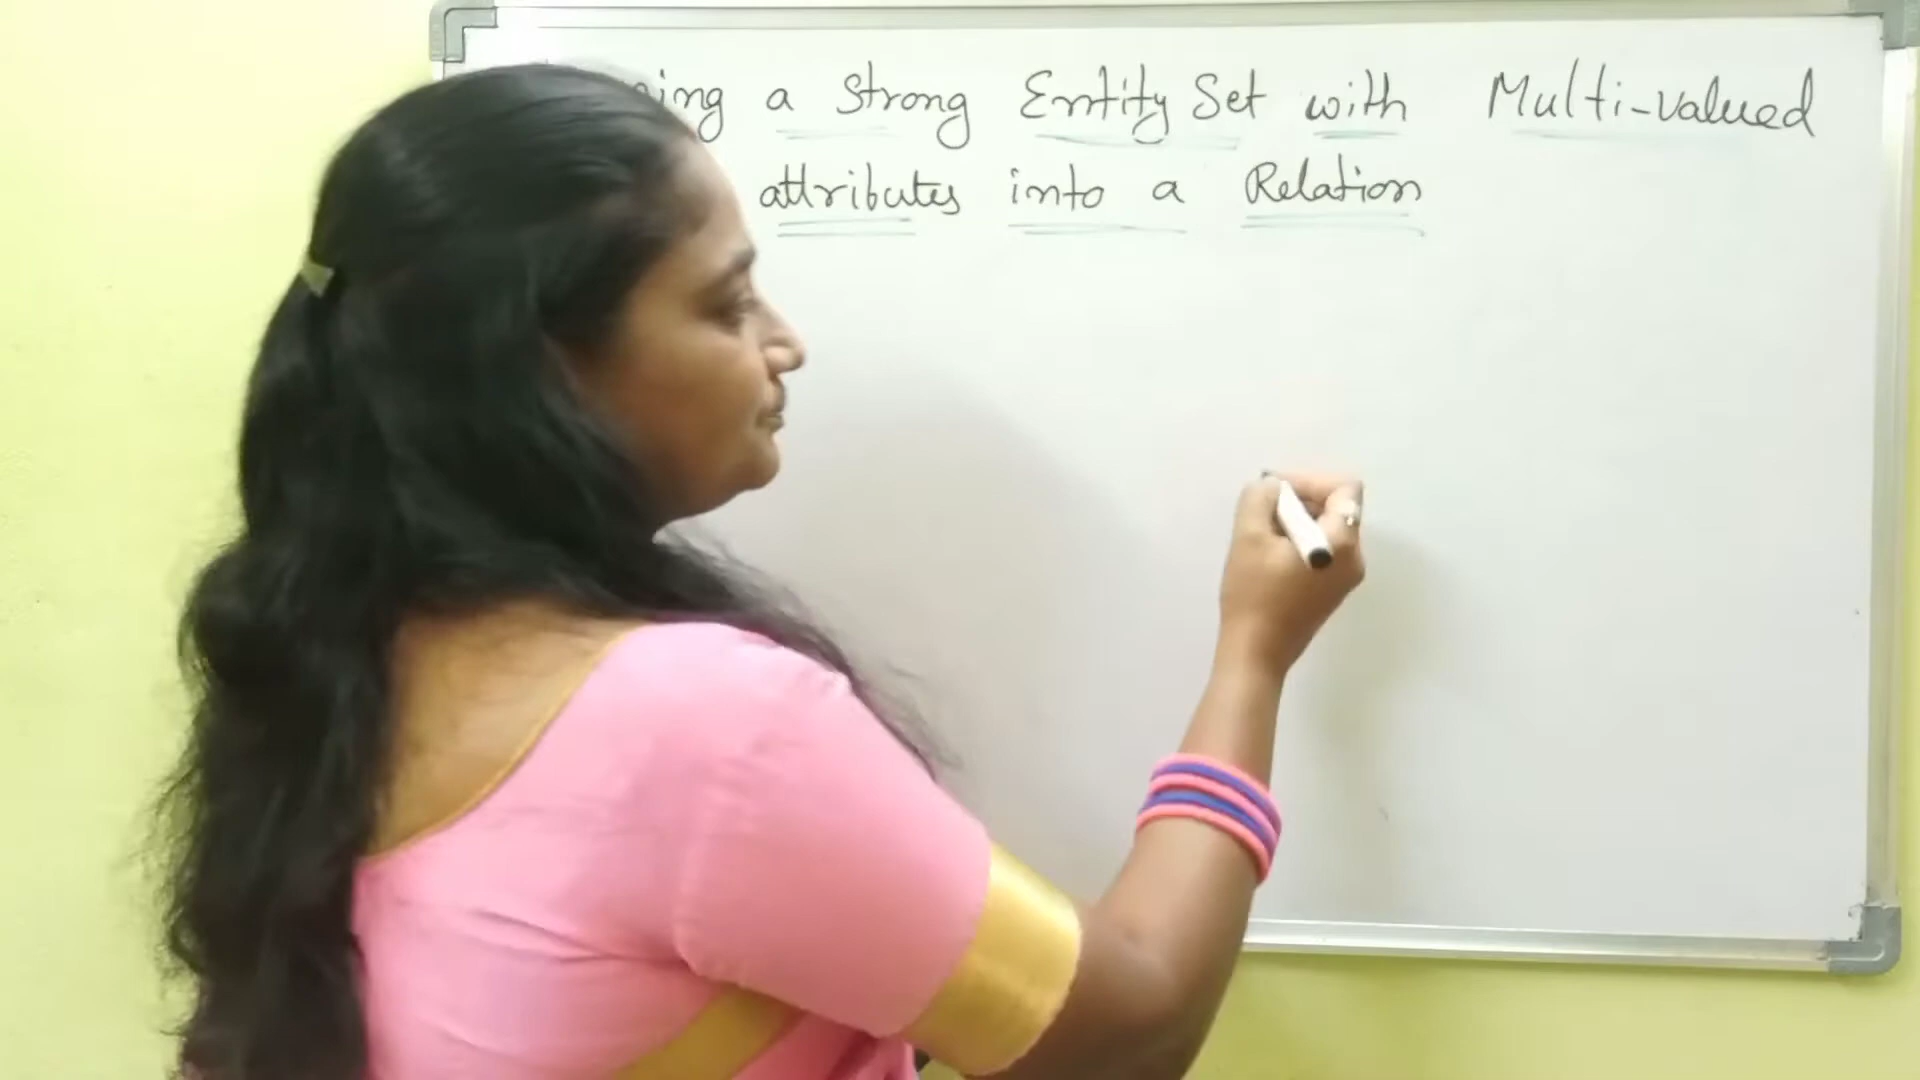 a Strong Entity Set with Multi-valued
attributes into a Relation